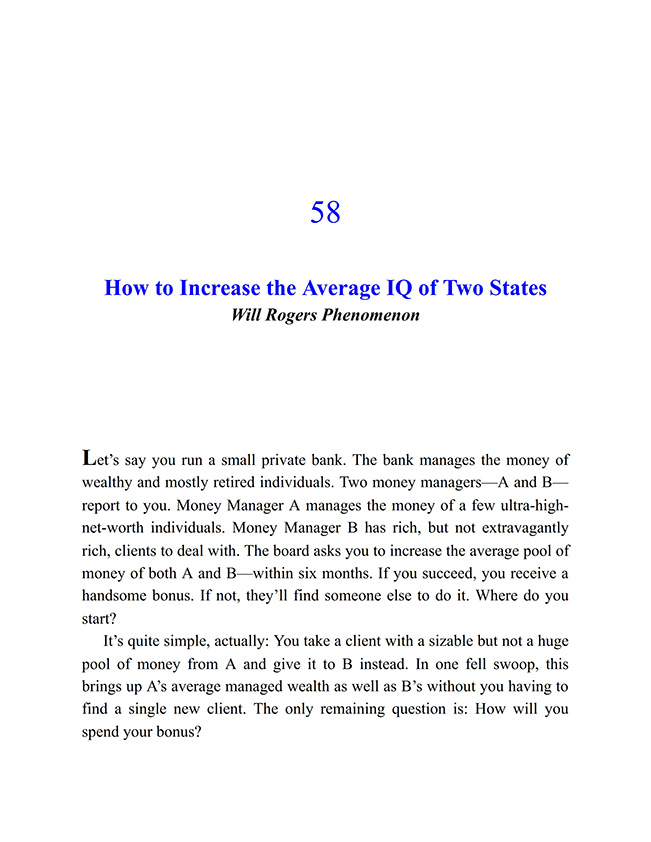 58
How to Increase the Average IQ of Two States
Will Rogers Phenomenon
Let’s say you run a small private bank. The bank manages the money of
wealthy and mostly retired individuals. Two money managers—A and B—
report to you. Money Manager A manages the money of a few ultra-high-
net-worth individuals. Money Manager B has rich, but not extravagantly
rich, clients to deal with. The board asks you to increase the average pool of
money of both A and B—within six months. If you succeed, you receive a
handsome bonus. If not, they’ll find someone else to do it. Where do you
start?
It’s quite simple, actually: You take a client with a sizable but not a huge
pool of money from A and give it to B instead. In one fell swoop, this
brings up A’s average managed wealth as well as B’s without you having to
find a single new client. The only remaining question is: How will you
spend your bonus?